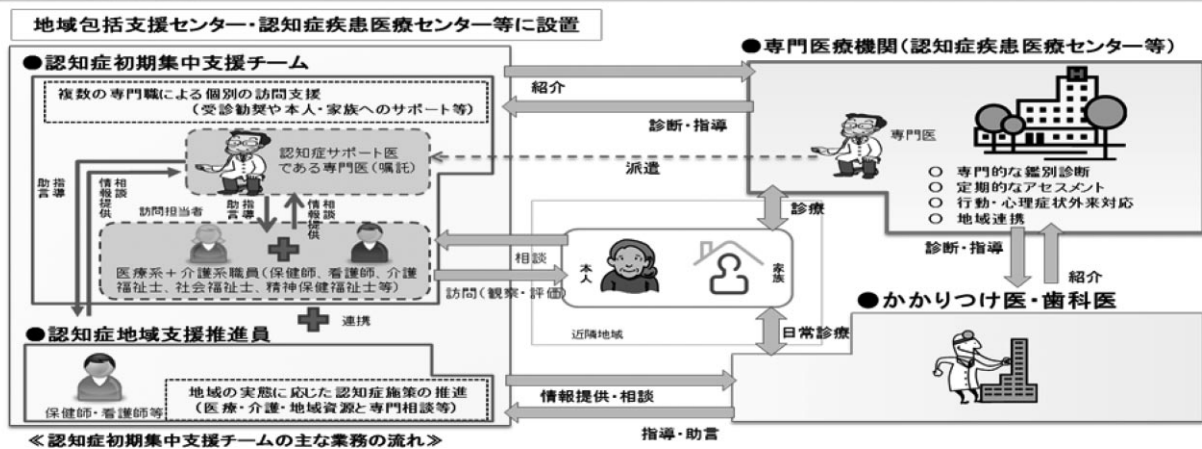 地域包括支援センター・認知症疾患医療センター等に設置
●認知症初期集中支援チーム
複数の専門職による個別の訪問支援
(受診勧奨や本人・家族へのサポート等)
認知症サポート医
である専門医(嘱託)
指導
助言
相談
情報提供
訪問担当者
指導
助言
相談
情報提供
医療系+介護系職員(保健師、看護師、介護
福祉士、社会福祉士、精神保健福祉士等)
連携
●認知症地域支援推進員
保健師・看護師等
地域の実態に応じた認知症施策の推進
(医療・介護・地域資源と専門相談等)
≪認知症初期集中支援チームの主な業務の流れ≫
紹介
診断・指導
派遣
相談
訪問(観察・評価)
本人
家族
近隣地域
診療
日常診療
情報提供・相談
指導・助言
●専門医療機関(認知症疾患医療センター等)
H
専門医
○ 専門的な鑑別診断
○ 定期的なアセスメント
○ 行動・心理症状外来対応
○ 地域連携
診断・指導
紹介
●かかりつけ医・歯科医